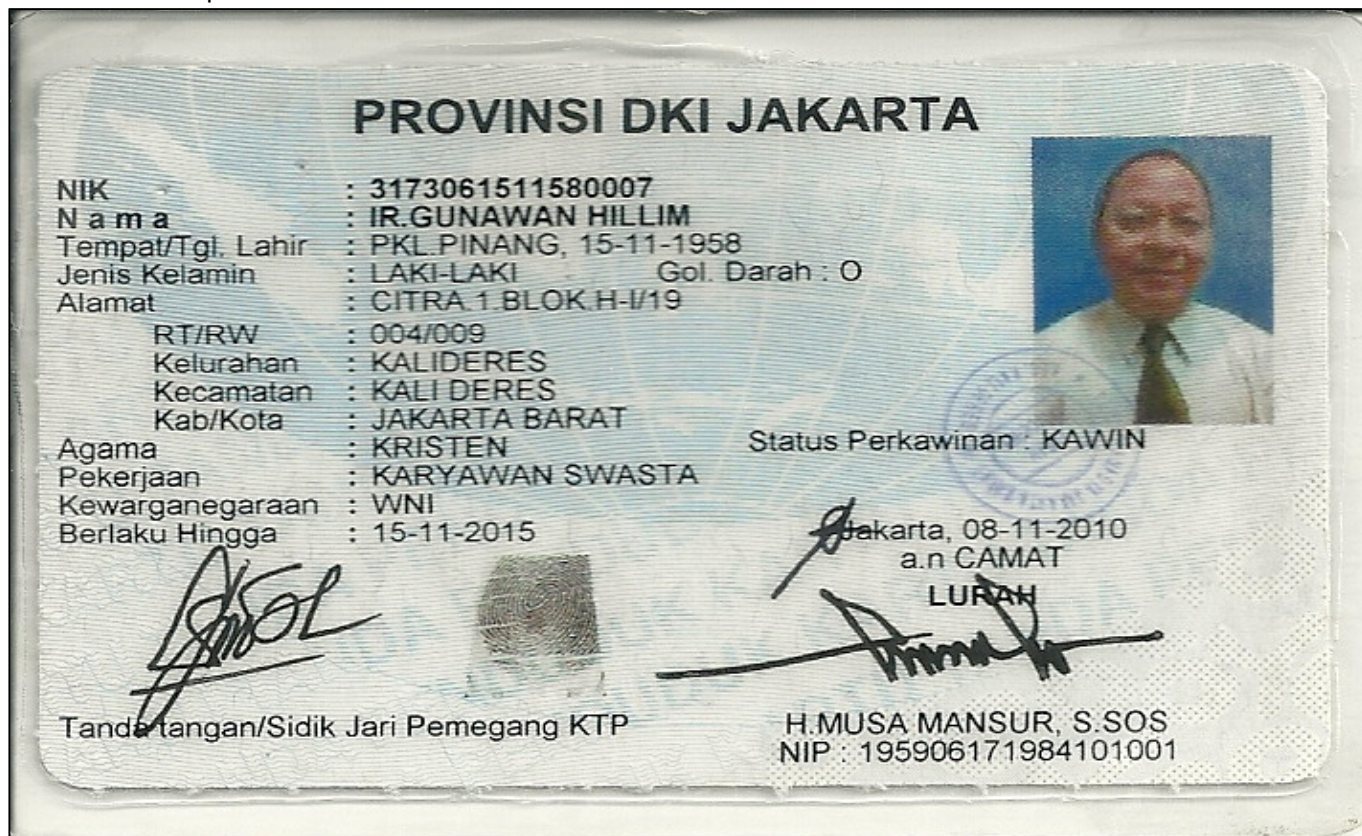 PROVINSI DKI JAKARTA
NIK : 3173061511580007
N a m a : IR.GUNAWAN HILLIM
Tempat/Tgl. Lahir : PKL.PINANG, 15-11-1958
Jenis Kelamin : LAKI-LAKI Gol. Darah : O
Alamat : CITRA.1.BLOK.H-I/19
RT/RW : 004/009
Kelurahan : KALIDERES
Kecamatan : KALI DERES
Kab/Kota : JAKARTA BARAT
Agama : KRISTEN Status Perkawinan : KAWIN
Pekerjaan : KARYAWAN SWASTA
Kewarganegaraan : WNI
Berlaku Hingga : 15-11-2015
Jakarta, 08-11-2010
a.n CAMAT
LURAH
Tanda tangan/Sidik Jari Pemegang KTP
H.MUSA MANSUR, S.SOS
NIP : 195906171984101001